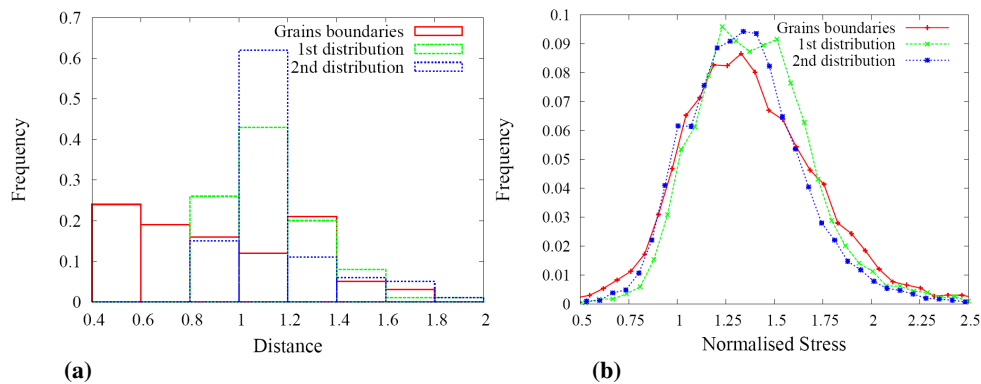 0.7
0.6
0.5
0.4
0.3
0.2
0.1
0
Frequency
Grains boundaries
1st distribution
2nd distribution
0.4 0.6 0.8 1.0 1.2 1.4 1.6 1.8 2
Distance
(a)
0.1
0.09
0.08
0.07
0.06
0.05
0.04
0.03
0.02
0.01
0
Frequency
Grains boundaries
1st distribution
2nd distribution
0.5 0.75 1 1.25 1.5 1.75 2 2.25 2.5
Normalised Stress
(b)